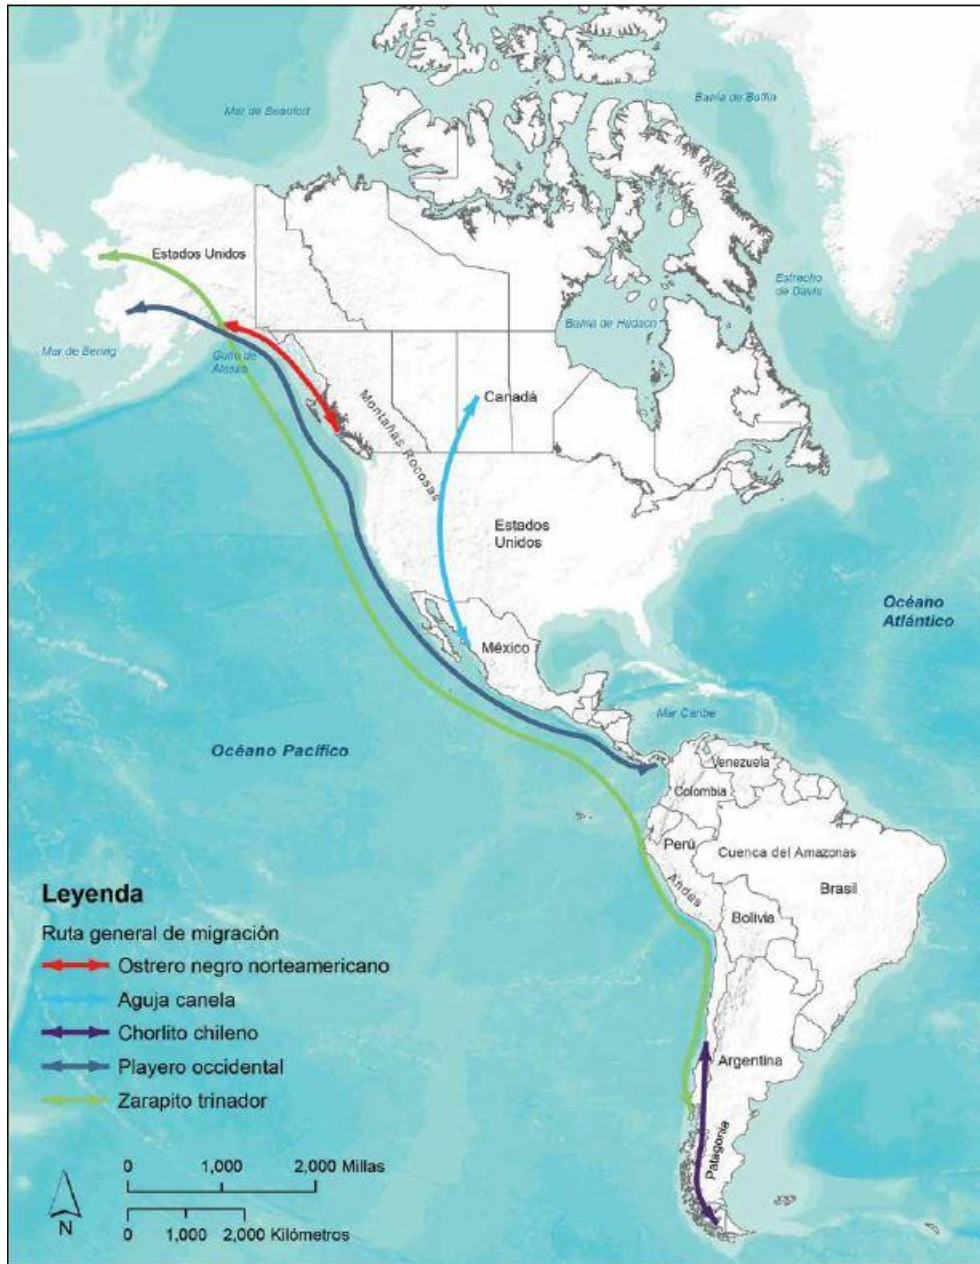 Mar de Beaufort
Bahía de Baffin
Estados Unidos
Estrecho
de Davis
Bahía de Hudson
Mar de Bering
Golfo de
Alaska
Canadá
Montañas Rocosas
Estados
Unidos
Océano
Atlántico
México
Mar Caribe
Océano Pacífico
Venezuela
Colombia
Perú
Cuenca del Amazonas
Andes
Brasil
Bolivia
Leyenda
Ruta general de migración
Ostrero negro norteamericano
Aguja canela
Chorlito chileno
Playero occidental
Zarapito trinador
Argentina
Patagonia
0 1,000 2,000 Millas
0 1,000 2,000 Kilómetros
N